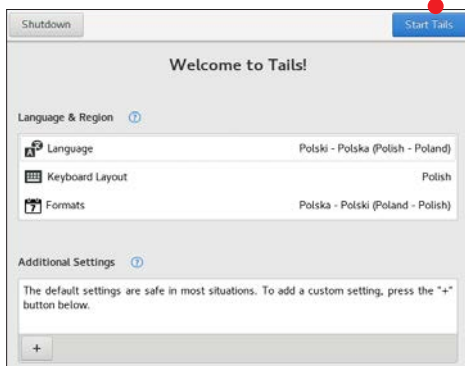 Shutdown
Start Tails
Welcome to Tails!
Language & Region ?
Language Polski - Polska (Polish - Poland)
Keyboard Layout Polish
Formats Polska - Polski (Poland - Polish)
Additional Settings ?
The default settings are safe in most situations. To add a custom setting, press the "+"
button below.
+